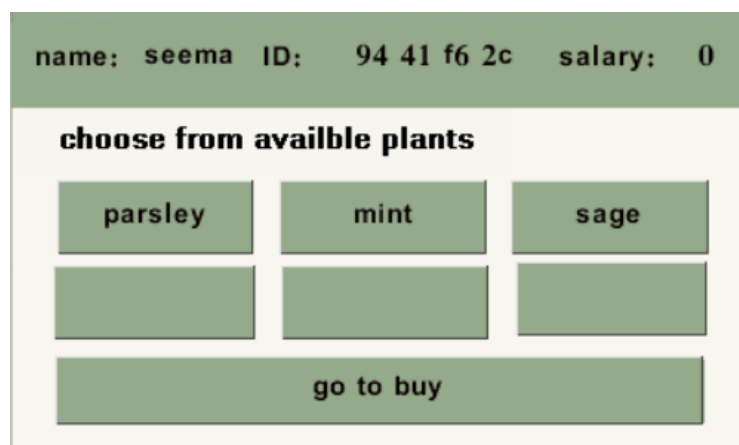 name: seema ID: 94 41 f6 2c salary: 0
choose from availble plants
parsley mint sage
go to buy